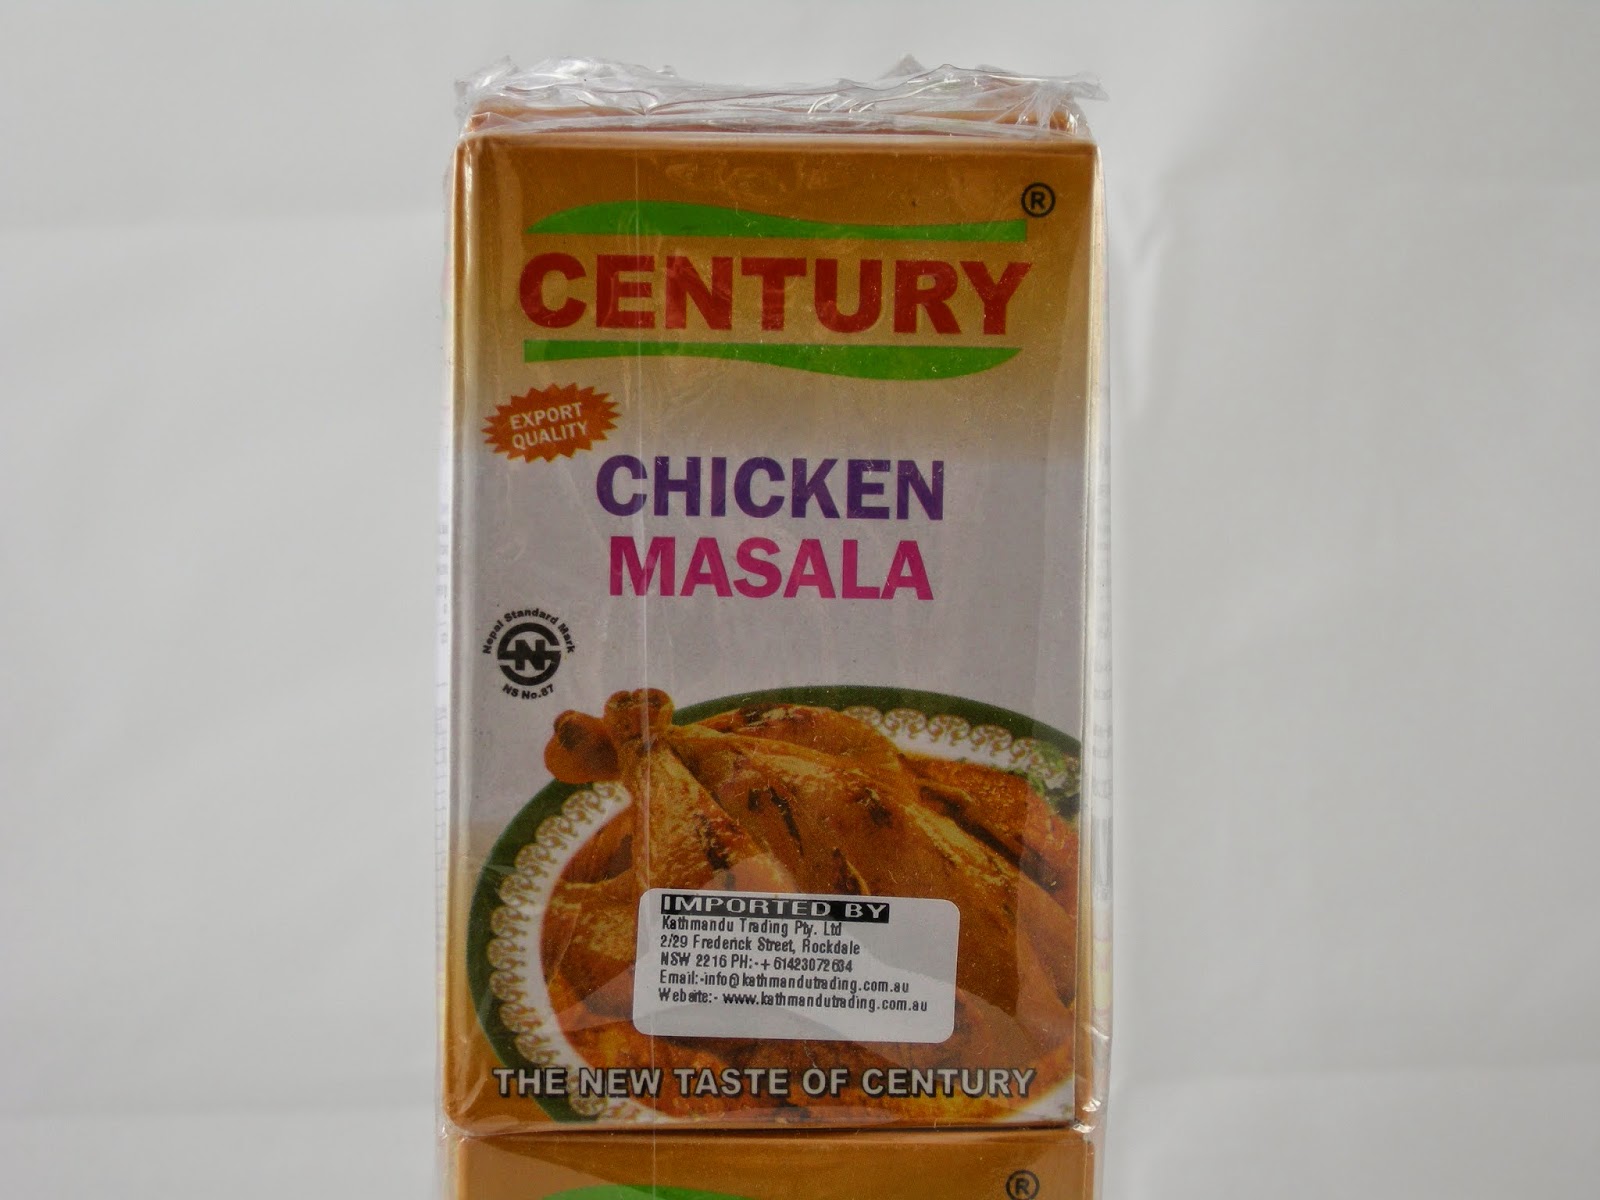 ®
CENTURY
EXPORT
QUALITY
CHICKEN
MASALA
Nepal Standard Mark
NS
NS No.87
IMPORTED BY
Kathmandu Trading Pty. Ltd
2/29 Frederick Street, Rockdale
NSW 2216 PH:-+61423072634
Email:-info@kathmandutrading.com.au
Website:- www.kathmandutrading.com.au
THE NEW TASTE OF CENTURY
®